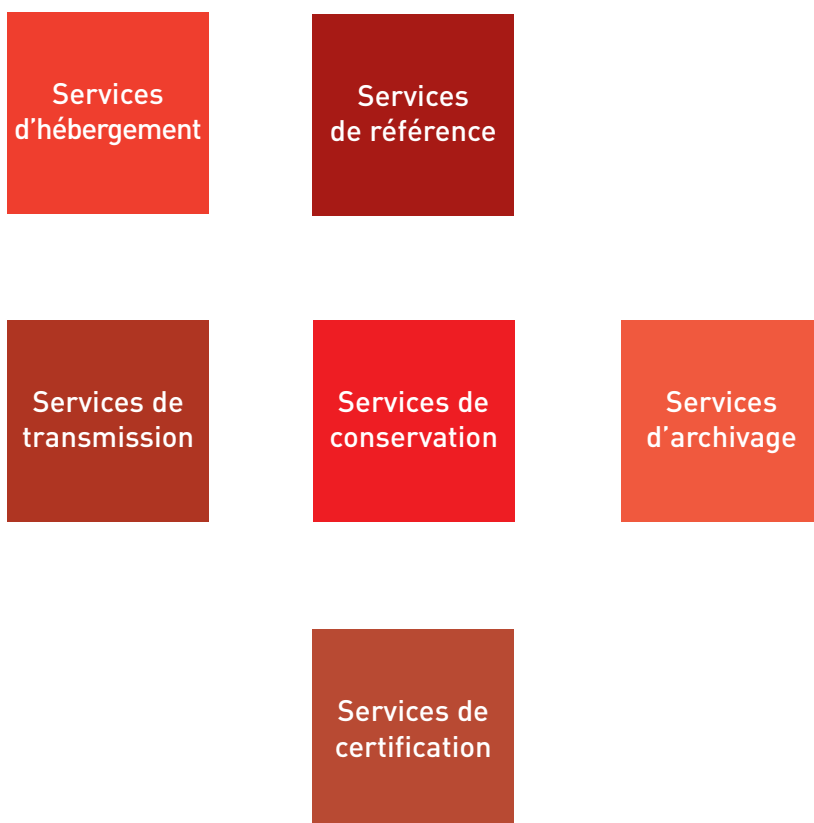 Services
d’hébergement
Services
de référence
Services de
transmission
Services de
conservation
Services
d’archivage
Services de
certification